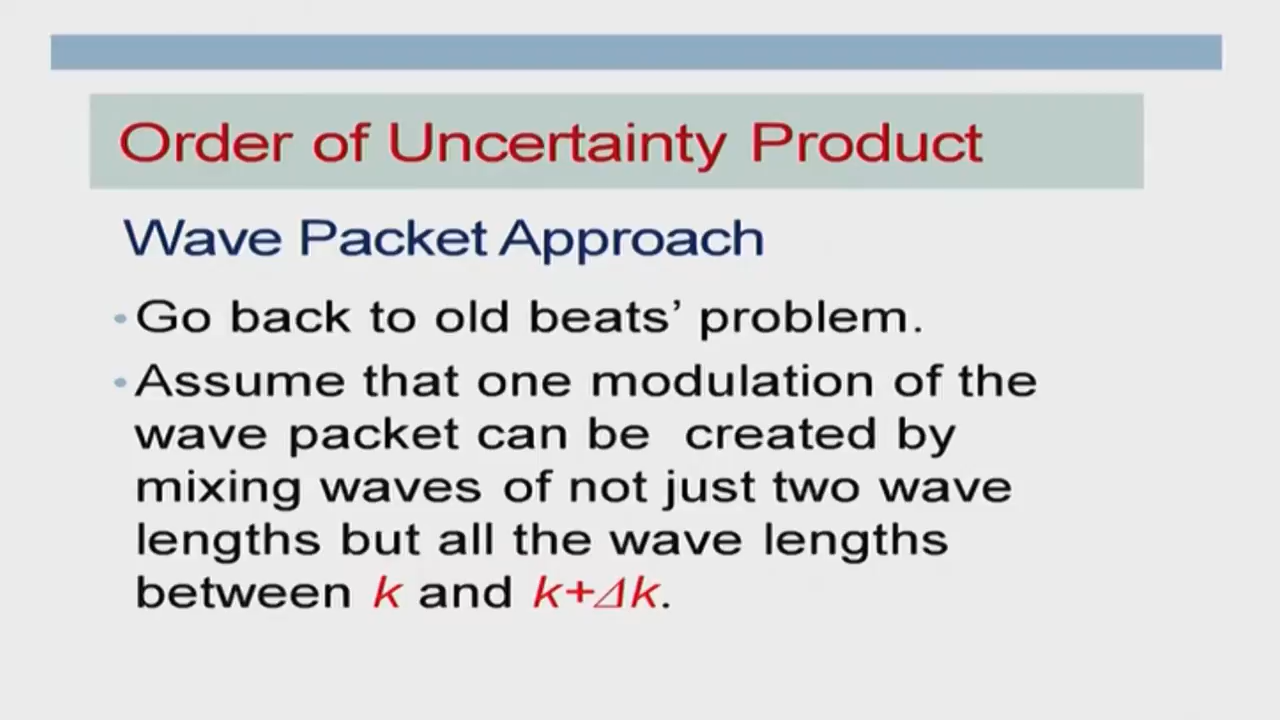 Order of Uncertainty Product
Wave Packet Approach
•Go back to old beats’ problem.
•Assume that one modulation of the
wave packet can be created by
mixing waves of not just two wave
lengths but all the wave lengths
between k and k+Δk.